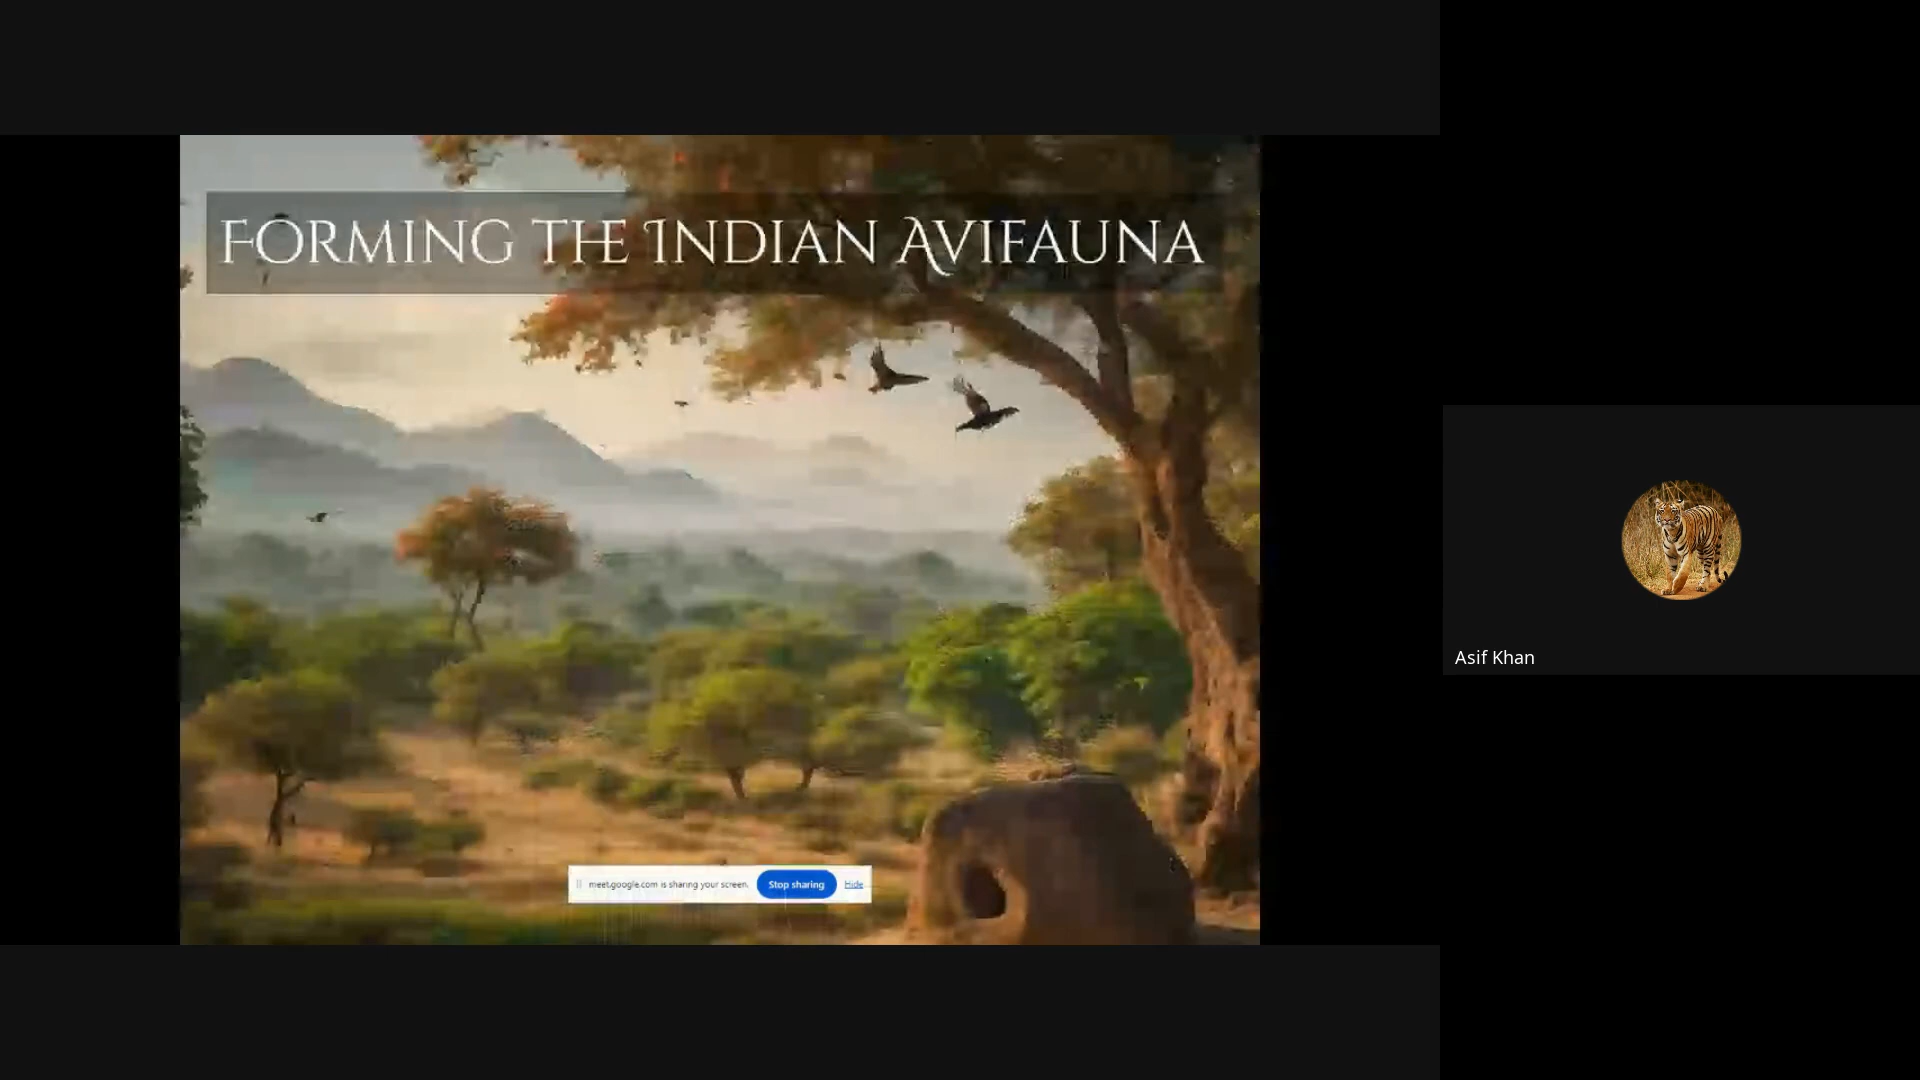 Forming the Indian Avifauna
meet.google.com is sharing your screen.
Stop sharing
Hide
Asif Khan